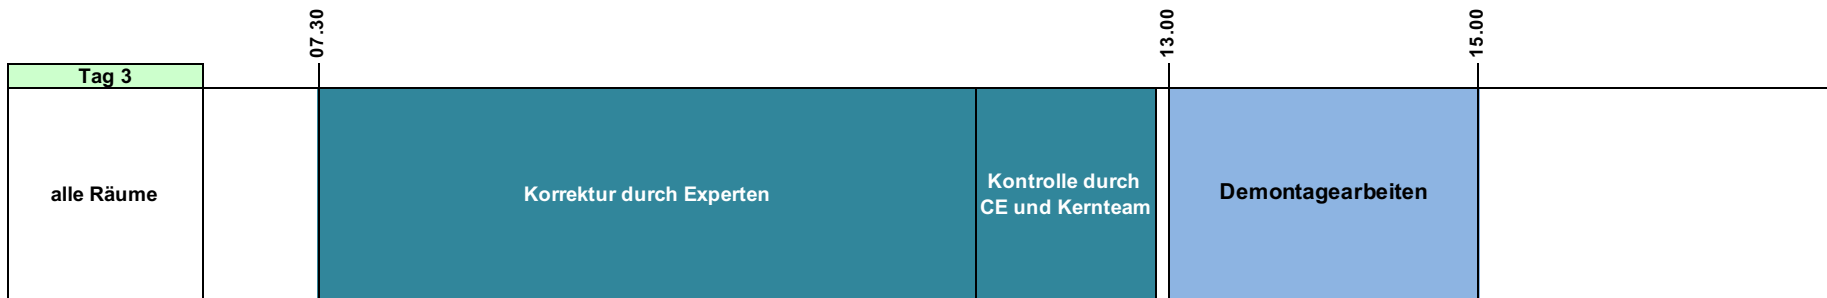 07.30
13.00
15.00
Tag 3
alle Räume
Korrektur durch Experten
Kontrolle durch
CE und Kernteam
Demontagearbeiten